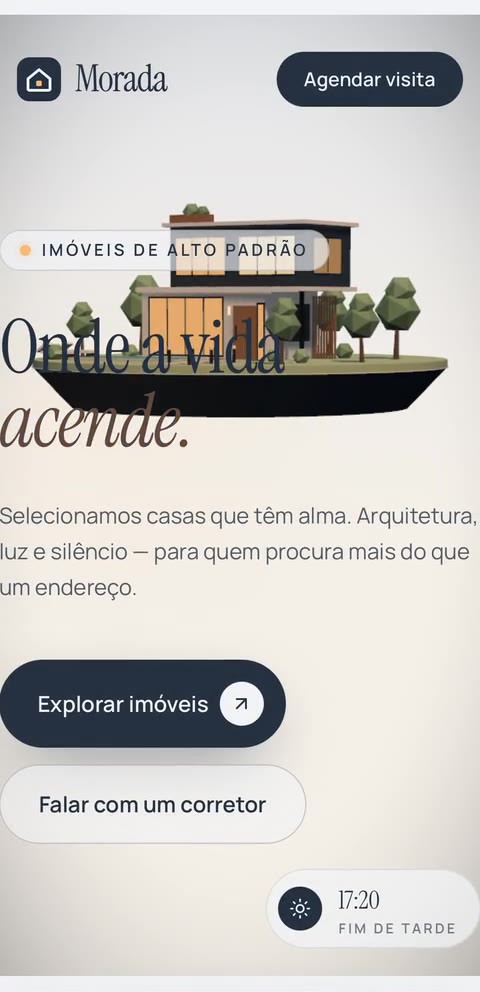 Morada
Agendar visita
IMÓVEIS DE ALTO PADRÃO
Onde a vida
acende.
Selecionamos casas que têm alma. Arquitetura,
luz e silêncio — para quem procura mais do que
um endereço.
Explorar imóveis
Falar com um corretor
17:20
FIM DE TARDE